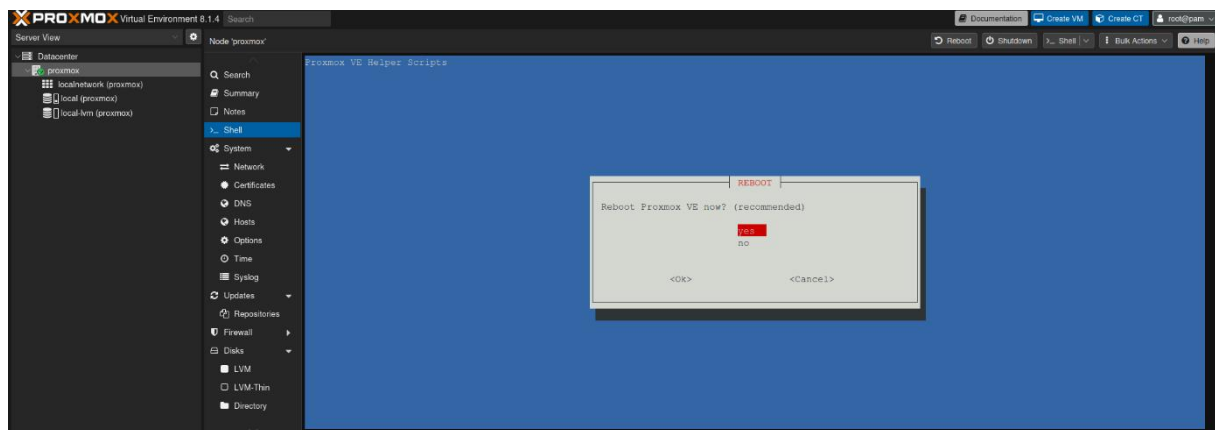 PROXMOX Virtual Environment 8.1.4 Search
Documentation Create VM Create CT root@pam
Server View
Node 'proxmox'
Reboot Shutdown >_ Shell Bulk Actions Help
Datacenter
proxmox
localnetwork (proxmox)
local (proxmox)
local-lvm (proxmox)
Search
Summary
Notes
>_ Shell
System
Network
Certificates
DNS
Hosts
Options
Time
Syslog
Updates
Repositories
Firewall
Disks
LVM
LVM-Thin
Directory
Proxmox VE Helper Scripts
REBOOT
Reboot Proxmox VE now? (recommended)
yes
no
<Ok> <Cancel>